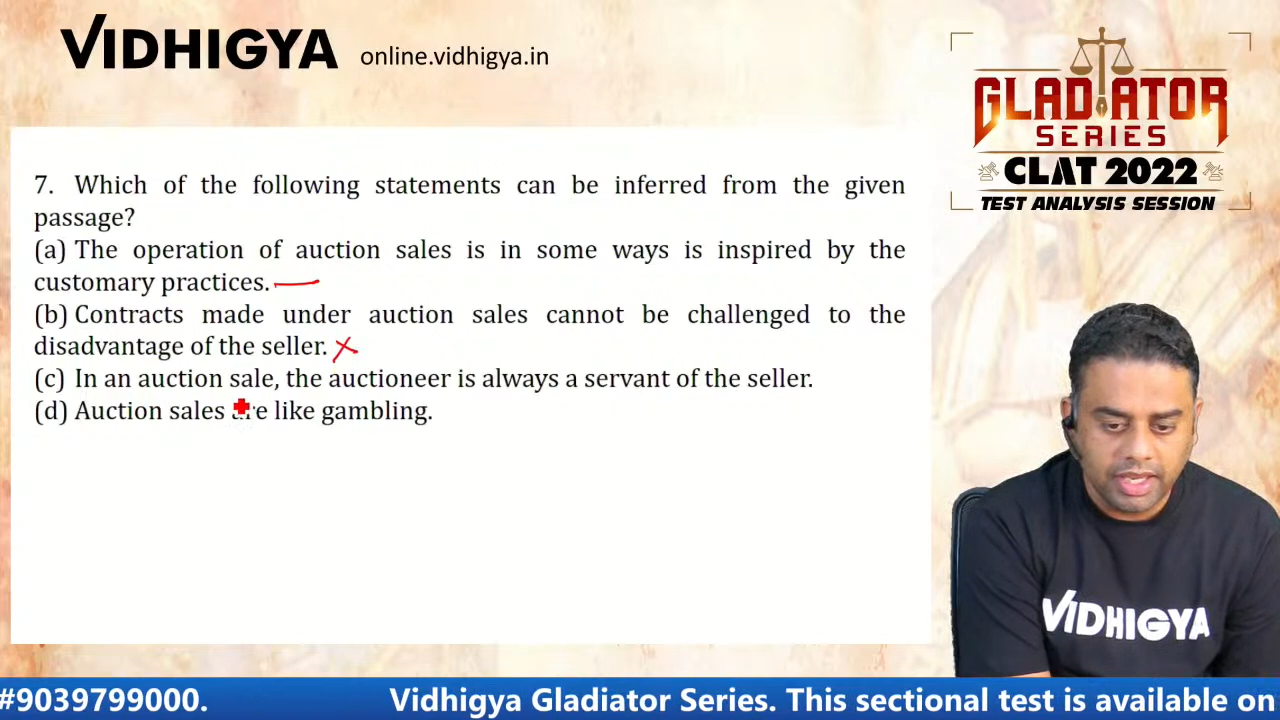 VIDHIGYA online.vidhigya.in
GLADIATOR
SERIES
CLAT 2022
TEST ANALYSIS SESSION
7. Which of the following statements can be inferred from the given
passage?
(a) The operation of auction sales is in some ways is inspired by the
customary practices.
(b) Contracts made under auction sales cannot be challenged to the
disadvantage of the seller.
(c) In an auction sale, the auctioneer is always a servant of the seller.
(d) Auction sales are like gambling.
VIDHIGYA
#9039799000. Vidhigya Gladiator Series. This sectional test is available on